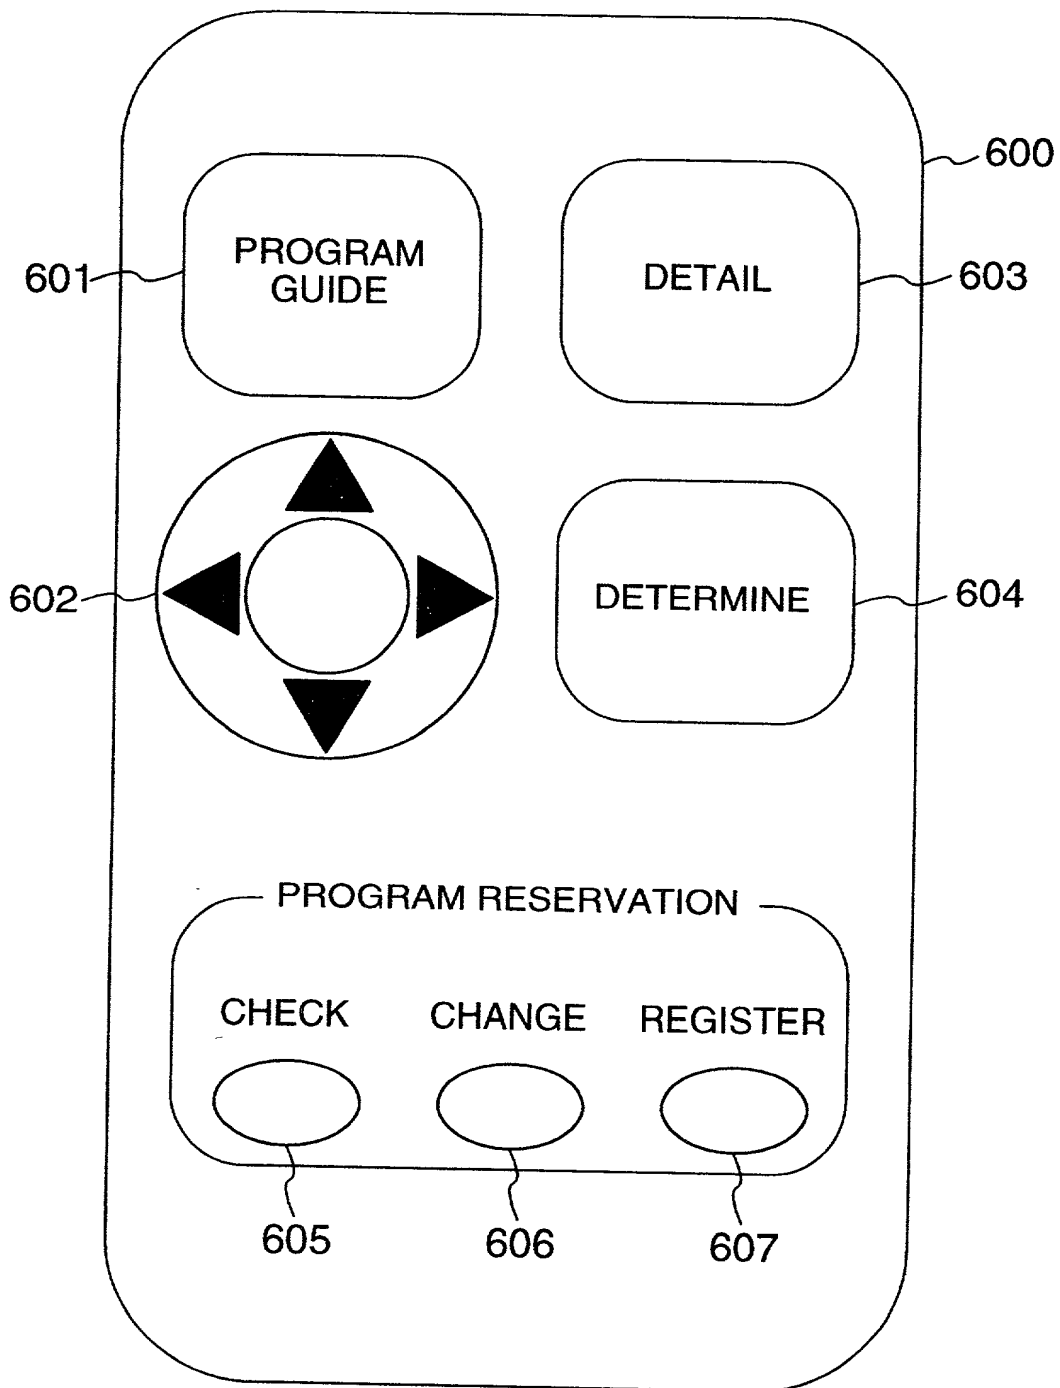 600
PROGRAM
GUIDE
601
DETAIL
603
602
DETERMINE
604
PROGRAM RESERVATION
CHECK CHANGE REGISTER
605 606 607